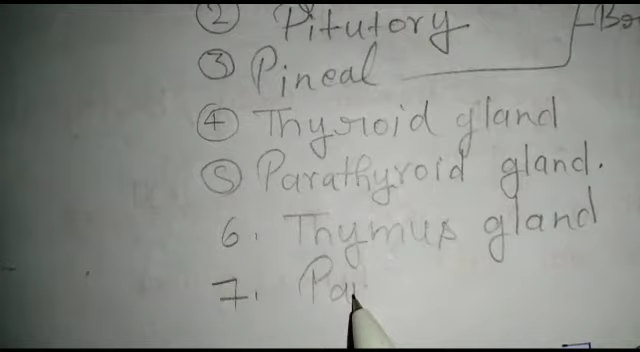 ② Pitutory
③ Pineal
④ Thyroid gland
⑤ Parathyroid gland.
6. Thymus gland
7. Pa